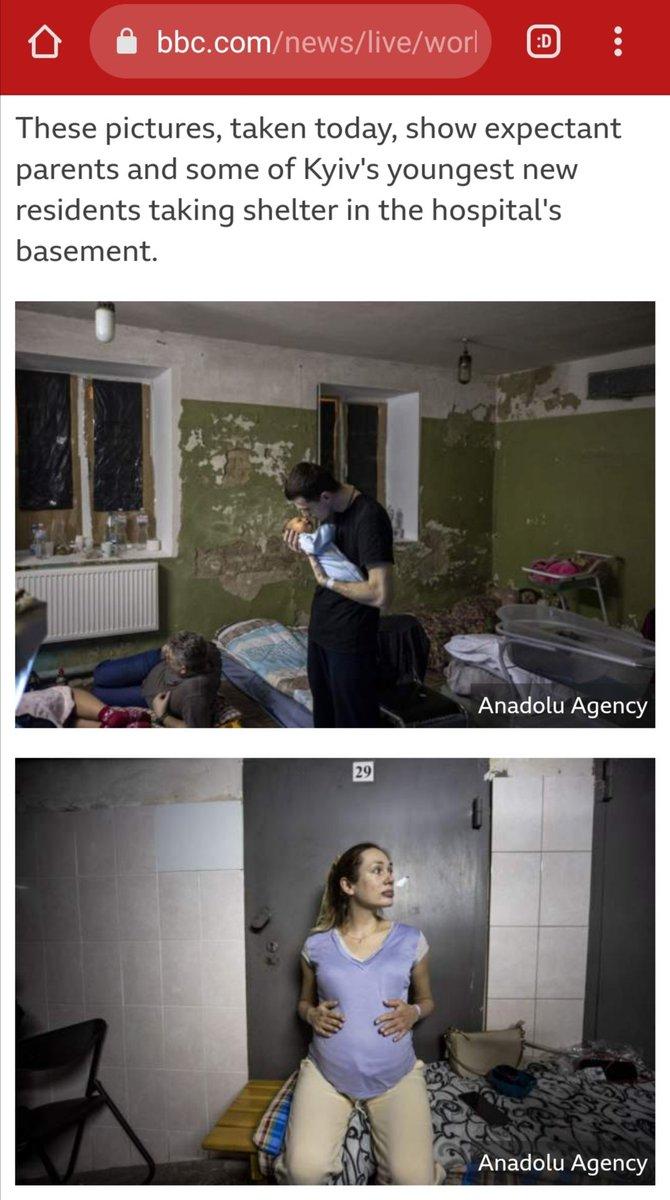 bbc.com/news/live/worl
:D
These pictures, taken today, show expectant
parents and some of Kyiv's youngest new
residents taking shelter in the hospital's
basement.
Anadolu Agency
29
Anadolu Agency